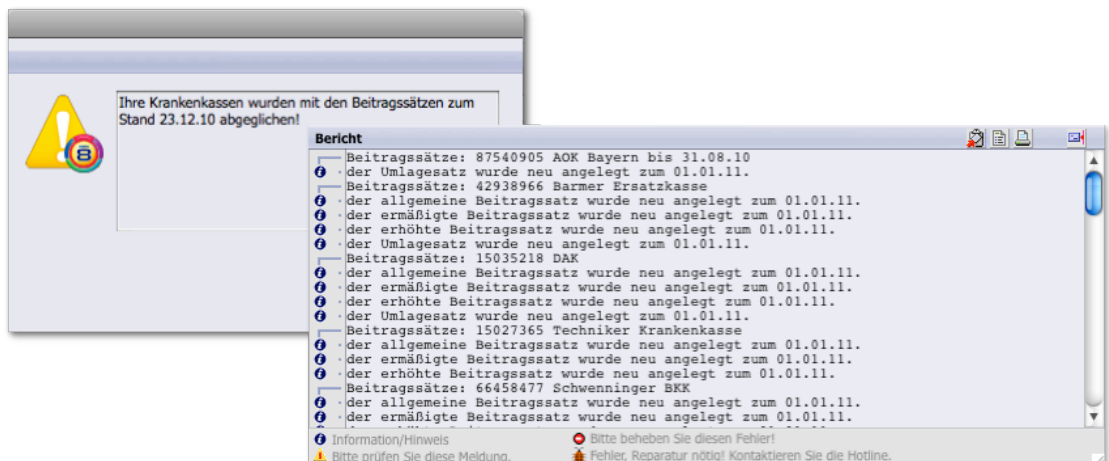 Ihre Krankenkassen wurden mit den Beitragssätzen zum
Stand 23.12.10 abgeglichen!
Bericht
Beitragssätze: 87540905 AOK Bayern bis 31.08.10
der Umlagesatz wurde neu angelegt zum 01.01.11.
Beitragssätze: 42938966 Barmer Ersatzkasse
der allgemeine Beitragssatz wurde neu angelegt zum 01.01.11.
der ermäßigte Beitragssatz wurde neu angelegt zum 01.01.11.
der erhöhte Beitragssatz wurde neu angelegt zum 01.01.11.
der Umlagesatz wurde neu angelegt zum 01.01.11.
Beitragssätze: 15035218 DAK
der allgemeine Beitragssatz wurde neu angelegt zum 01.01.11.
der ermäßigte Beitragssatz wurde neu angelegt zum 01.01.11.
der erhöhte Beitragssatz wurde neu angelegt zum 01.01.11.
der Umlagesatz wurde neu angelegt zum 01.01.11.
Beitragssätze: 15027365 Techniker Krankenkasse
der allgemeine Beitragssatz wurde neu angelegt zum 01.01.11.
der ermäßigte Beitragssatz wurde neu angelegt zum 01.01.11.
der erhöhte Beitragssatz wurde neu angelegt zum 01.01.11.
Beitragssätze: 66458477 Schwenninger BKK
der allgemeine Beitragssatz wurde neu angelegt zum 01.01.11.
der ermäßigte Beitragssatz wurde neu angelegt zum 01.01.11.
Information/Hinweis
Bitte beheben Sie diesen Fehler!
Bitte prüfen Sie diese Meldung.
Fehler, Reparatur nötig! Kontaktieren Sie die Hotline.